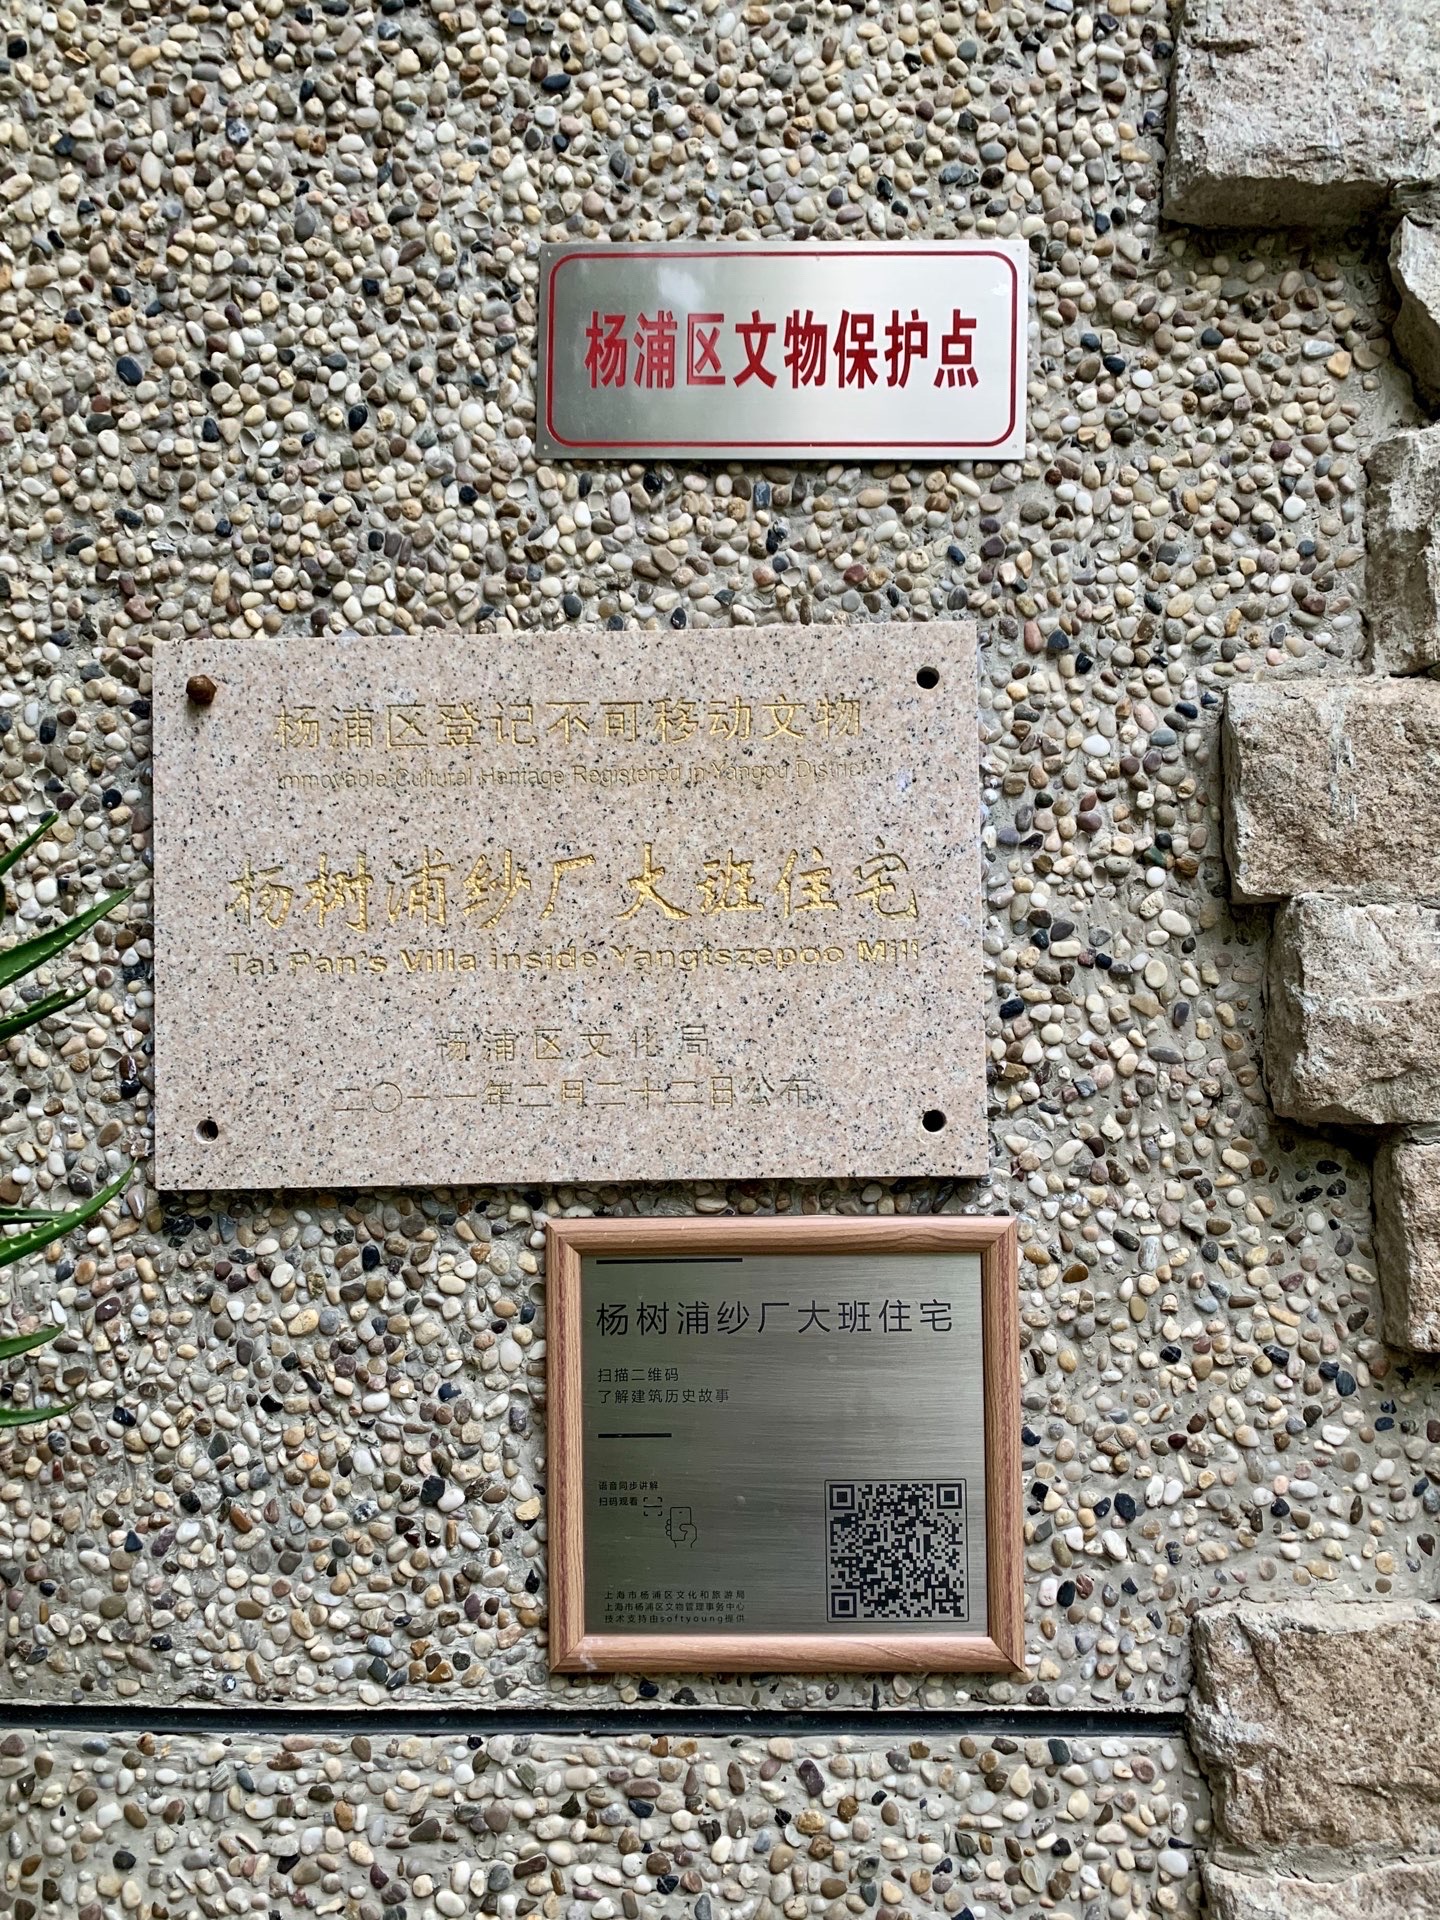 杨浦区文物保护点
杨浦区登记不可移动文物
Immovable Cultural Heritage Registered in Yangpu District
杨树浦纱厂大班住宅
Tai Pan's Villa inside Yangtszepoo Mill
杨浦区文化局
二〇一一年二月二十二日公布
杨树浦纱厂大班住宅
扫描二维码
了解建筑历史故事
语音同步讲解
扫码观看
上海市杨浦区文化和旅游局
上海市杨浦区文物管理事务中心
技术支持由softyoung提供